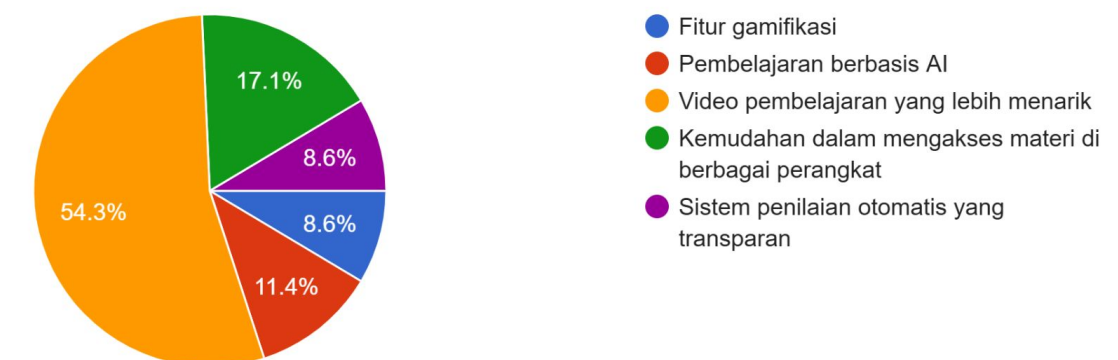 17.1%
8.6%
54.3%
8.6%
11.4%
Fitur gamifikasi
Pembelajaran berbasis AI
Video pembelajaran yang lebih menarik
Kemudahan dalam mengakses materi di
berbagai perangkat
Sistem penilaian otomatis yang
transparan